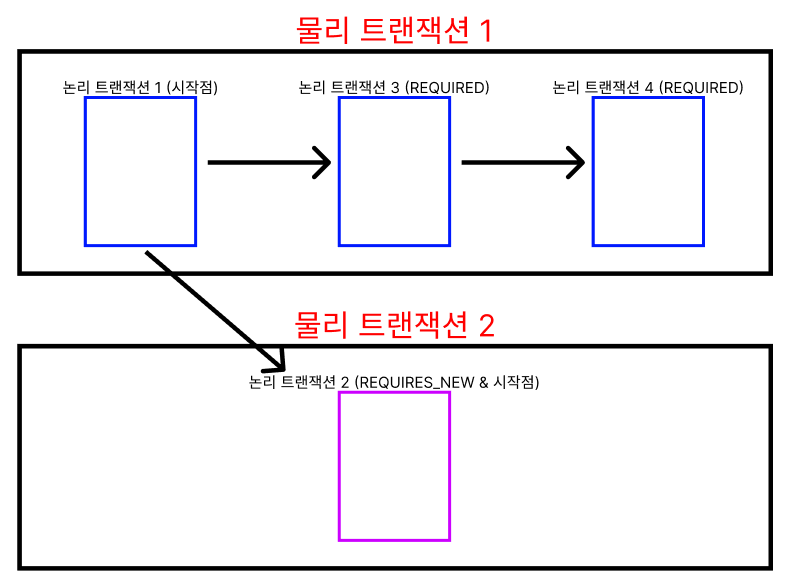 물리 트랜잭션 1
논리 트랜잭션 1 (시작점)
논리 트랜잭션 3 (REQUIRED)
논리 트랜잭션 4 (REQUIRED)
물리 트랜잭션 2
논리 트랜잭션 2 (REQUIRES_NEW & 시작점)